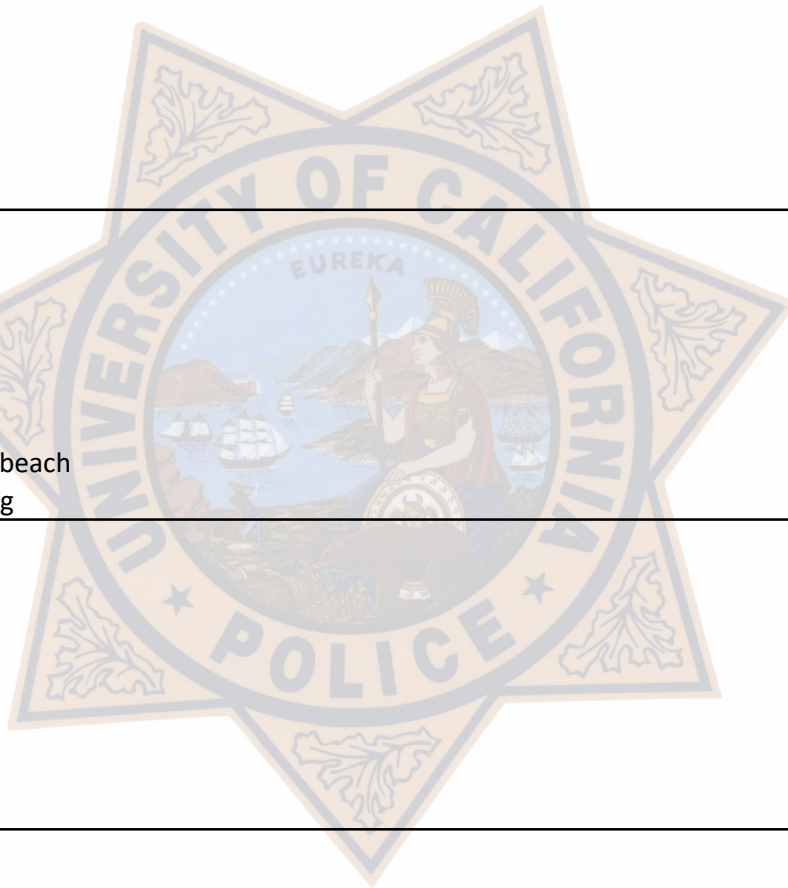 EUREKA
UNIVERSITY OF CALIFORNIA
beach
g
★ POLICE ★